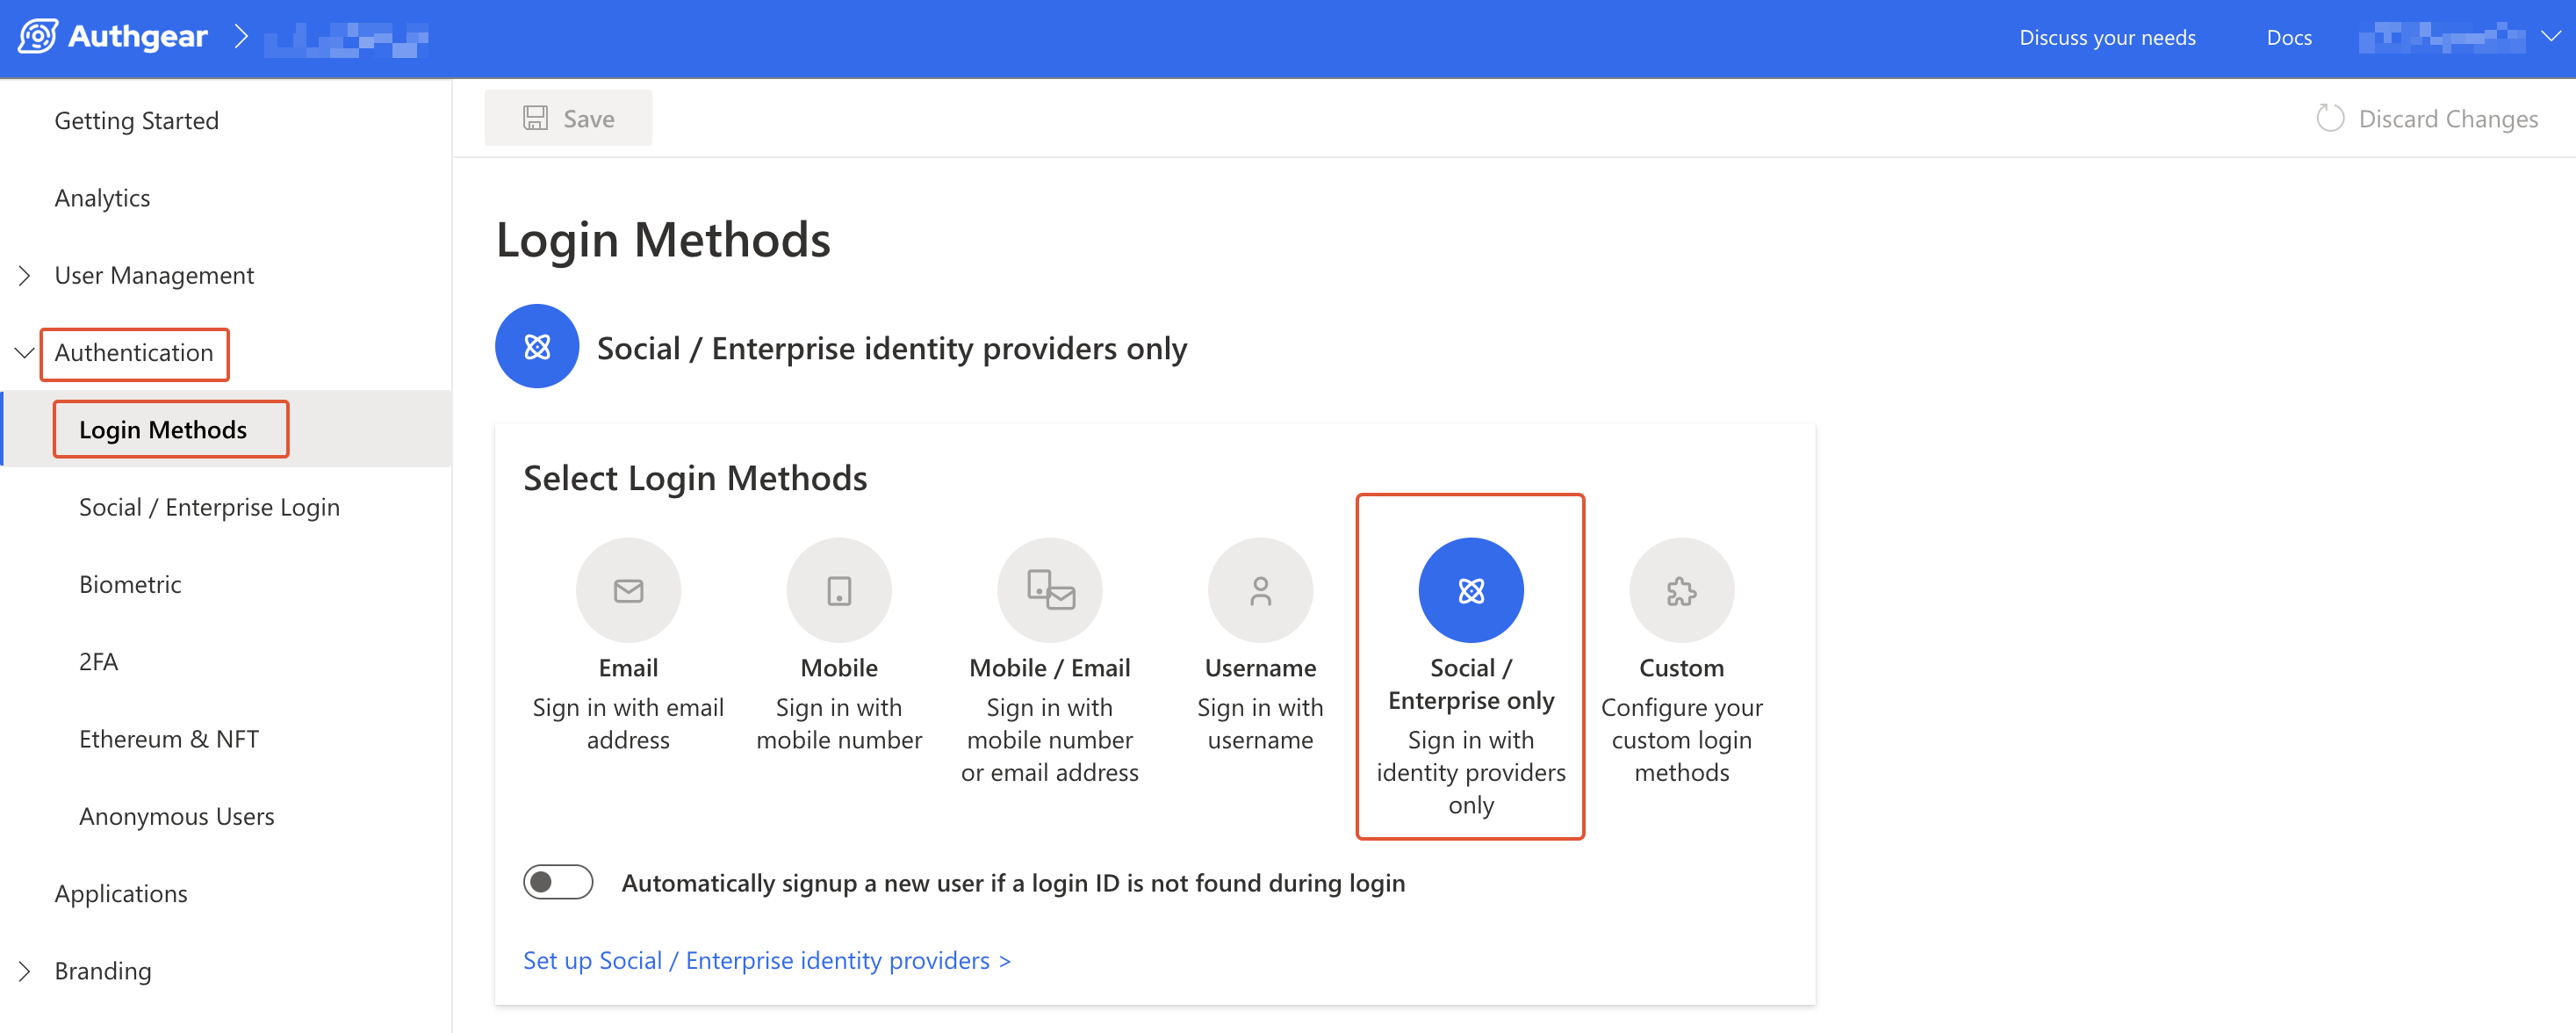 Authgear
Discuss your needs
Docs
Getting Started
Analytics
User Management
Authentication
Login Methods
Social / Enterprise Login
Biometric
2FA
Ethereum & NFT
Anonymous Users
Applications
Branding
Save
Discard Changes
Login Methods
Social / Enterprise identity providers only
Select Login Methods
Email
Sign in with email
address
Mobile
Sign in with
mobile number
Mobile / Email
Sign in with
mobile number
or email address
Username
Sign in with
username
Social /
Enterprise only
Sign in with
identity providers
only
Custom
Configure your
custom login
methods
Automatically signup a new user if a login ID is not found during login
Set up Social / Enterprise identity providers >